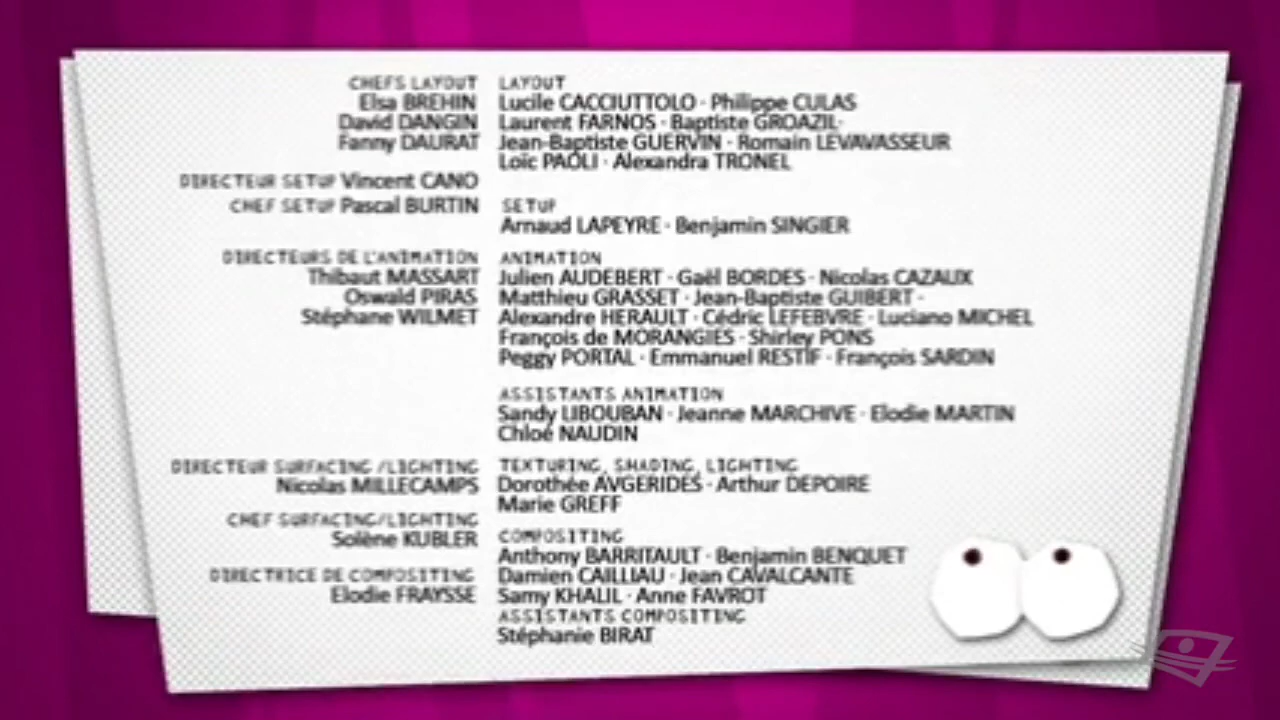 CHEFS LAYOUT LAYOUT
Elsa BREHIN Lucile CACCIUTTOLO · Philippe CULAS
David DANGIN Laurent FARNOS · Baptiste GROAZIL·
Fanny DAURAT Jean-Baptiste GUERVIN · Romain LEVAVASSEUR
Loïc PAOLI · Alexandra TRONEL
DIRECTEUR SETUP Vincent CANO
CHEF SETUP Pascal BURTIN SETUP
Arnaud LAPEYRE · Benjamin SINGIER
DIRECTEURS DE L'ANIMATION ANIMATION
Thibaut MASSART Julien AUDEBERT · Gaël BORDES · Nicolas CAZAUX
Oswald PIRAS Matthieu GRASSET · Jean-Baptiste GUIBERT ·
Stéphane WILMET Alexandre HERAULT · Cédric LEFEBVRE · Luciano MICHEL
François de MORANGIES · Shirley PONS
Peggy PORTAL · Emmanuel RESTIF · François SARDIN
ASSISTANTS ANIMATION
Sandy LIBOUBAN · Jeanne MARCHIVE · Elodie MARTIN
Chloé NAUDIN
DIRECTEUR SURFACING/LIGHTING TEXTURING, SHADING, LIGHTING
Nicolas MILLECAMPS Dorothée AVGERIDES · Arthur DEPOIRE
Marie GREFF
CHEF SURFACING/LIGHTING
Solène KUBLER COMPOSITING
Anthony BARRITAULT · Benjamin BENQUET
DIRECTRICE DE COMPOSITING Damien CAILLIAU · Jean CAVALCANTE
Elodie FRAYSSE Samy KHALIL · Anne FAVROT
ASSISTANTS COMPOSITING
Stéphanie BIRAT